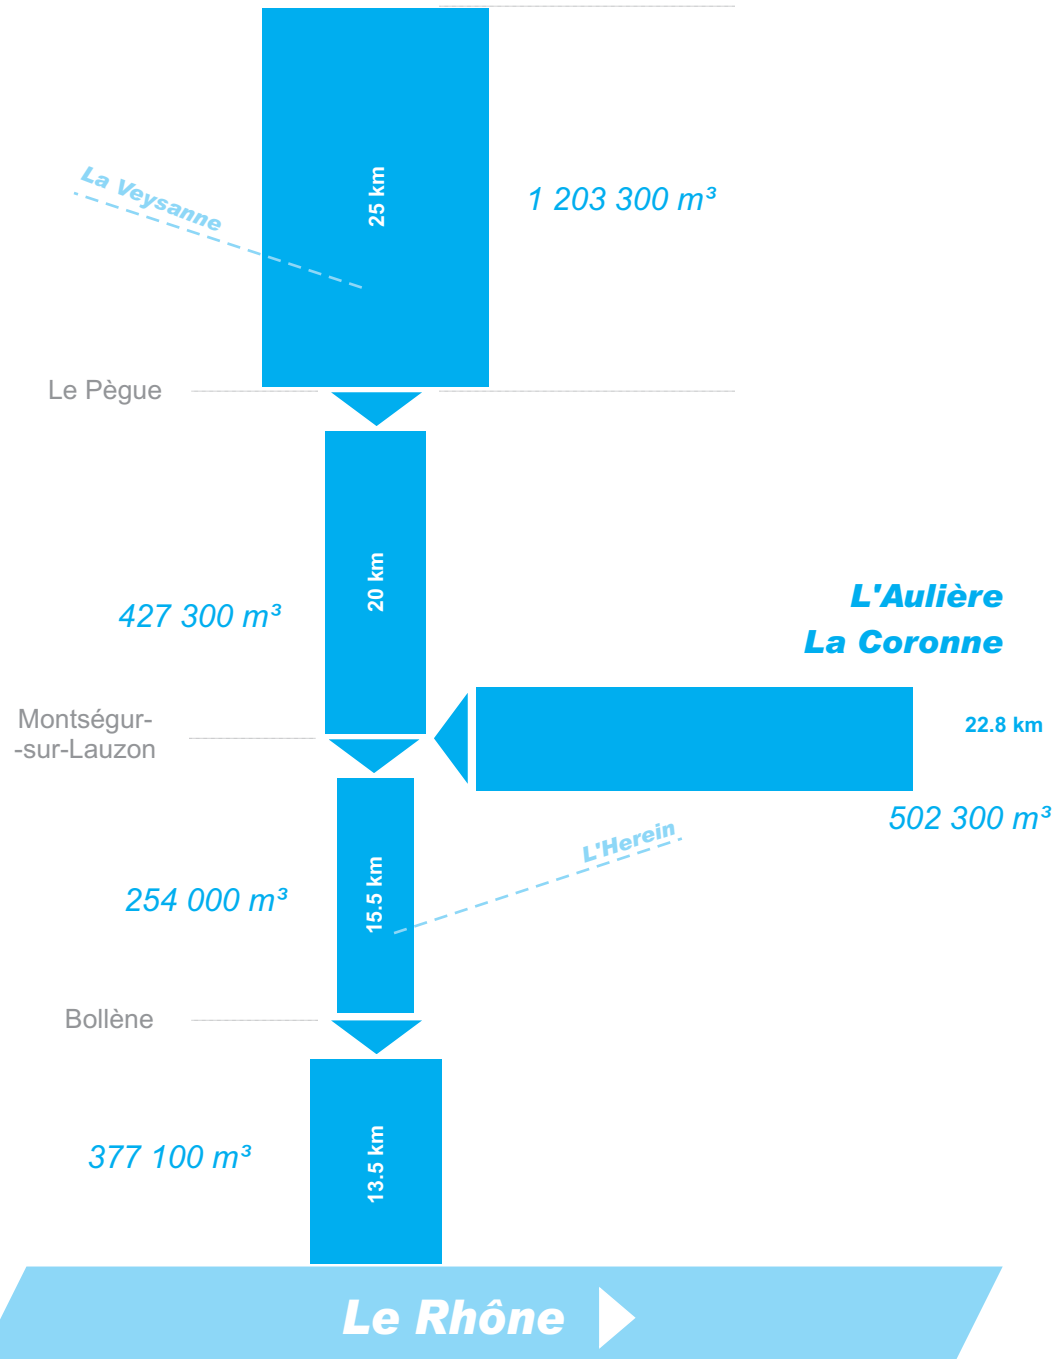 La Veysanne
25 km
1 203 300 m³
Le Pègue
20 km
427 300 m³
L'Aulière
La Coronne
Montségur-
-sur-Lauzon
22.8 km
502 300 m³
L'Herein
15.5 km
254 000 m³
Bollène
13.5 km
377 100 m³
Le Rhône